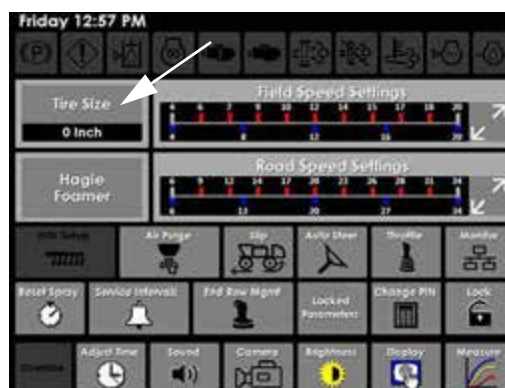 Friday 12:57 PM
(P)
Tire Size
0 Inch
Field Speed Settings
Hagie
Foamer
Road Speed Settings
Air Purge
Slip
Auto Steer
Throttle
Monitor
Reset Spray
Service Intervals
End Row Mgmt
Locked
Parameters
Change PIN
Lock
Adjust Time
Sound
Camera
Brightness
Display
Measure